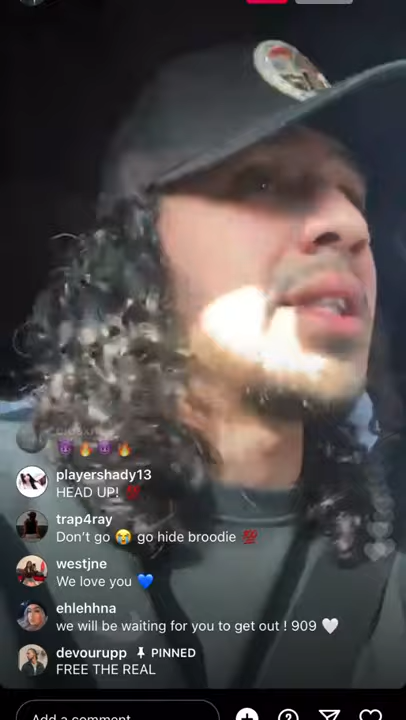 👿🔥👿🔥
playershady13
HEAD UP! 💯
trap4ray
Don't go 😭 go hide broodie 💯
westjne
We love you 💙
ehlehhna
we will be waiting for you to get out ! 909 🤍
devourupp PINNED
FREE THE REAL
Add a comment